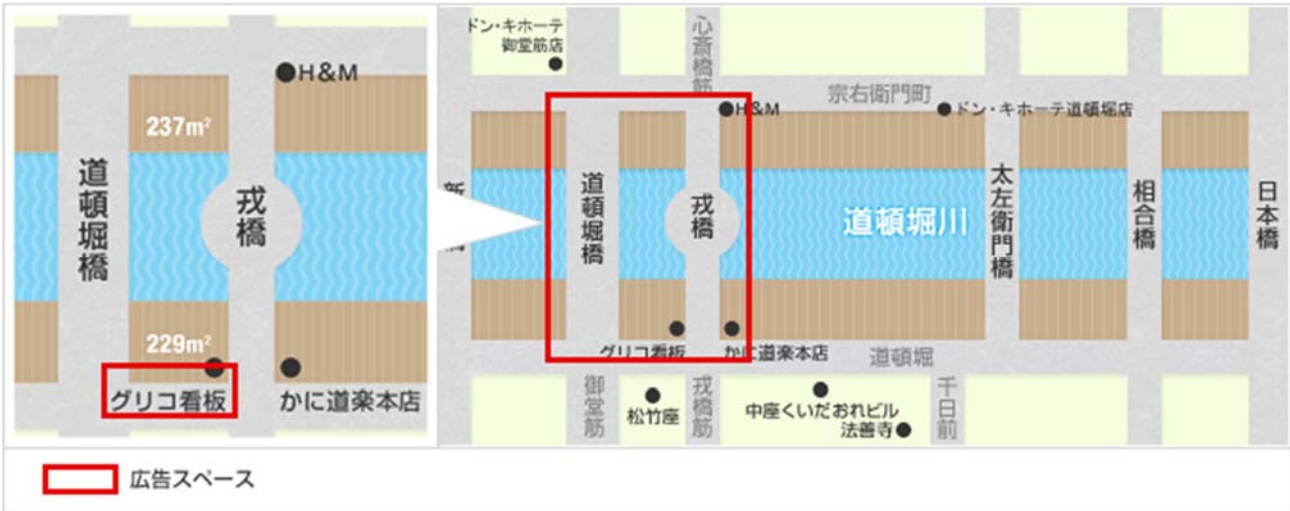 H&M
237m²
道頓堀橋
戎橋
229m²
グリコ看板
かに道楽本店
ドン・キホーテ
御堂筋店
心斎橋筋
宗右衛門町
H&M
ドン・キホーテ道頓堀店
道頓堀橋
戎橋
道頓堀川
太左衛門橋
相合橋
日本橋
グリコ看板
かに道楽本店
道頓堀
御堂筋
松竹座
戎橋筋
中座くいだおれビル
法善寺
千日前
広告スペース